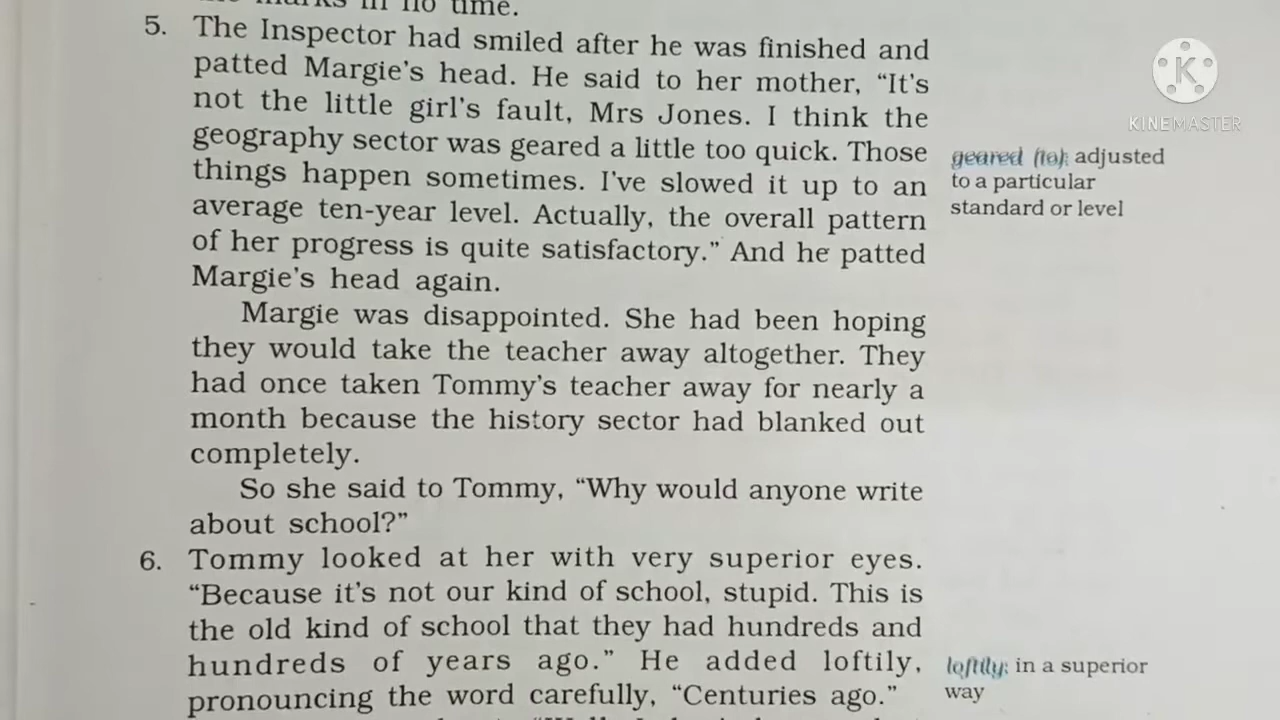 marks in no time.
5. The Inspector had smiled after he was finished and
patted Margie's head. He said to her mother, “It's
not the little girl's fault, Mrs Jones. I think the
geography sector was geared a little too quick. Those
things happen sometimes. I've slowed it up to an
average ten-year level. Actually, the overall pattern
of her progress is quite satisfactory.” And he patted
Margie's head again.
Margie was disappointed. She had been hoping
they would take the teacher away altogether. They
had once taken Tommy's teacher away for nearly a
month because the history sector had blanked out
completely.
So she said to Tommy, “Why would anyone write
about school?”
6. Tommy looked at her with very superior eyes.
“Because it's not our kind of school, stupid. This is
the old kind of school that they had hundreds and
hundreds of years ago.” He added loftily,
pronouncing the word carefully, “Centuries ago.”
K
KINEMASTER
geared (to): adjusted
to a particular
standard or level
loftily: in a superior
way